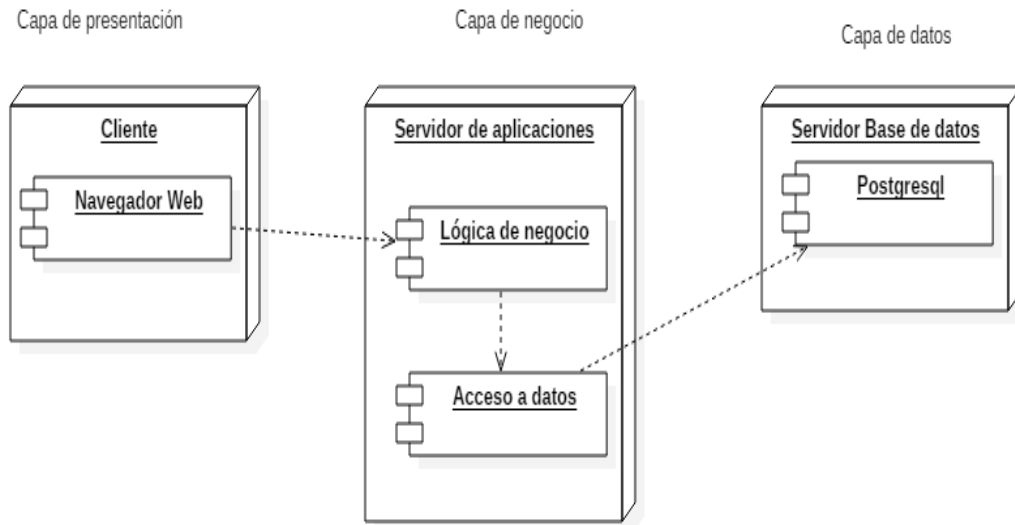 Capa de presentación
Capa de negocio
Capa de datos
Cliente
Navegador Web
Servidor de aplicaciones
Lógica de negocio
Acceso a datos
Servidor Base de datos
Postgresql